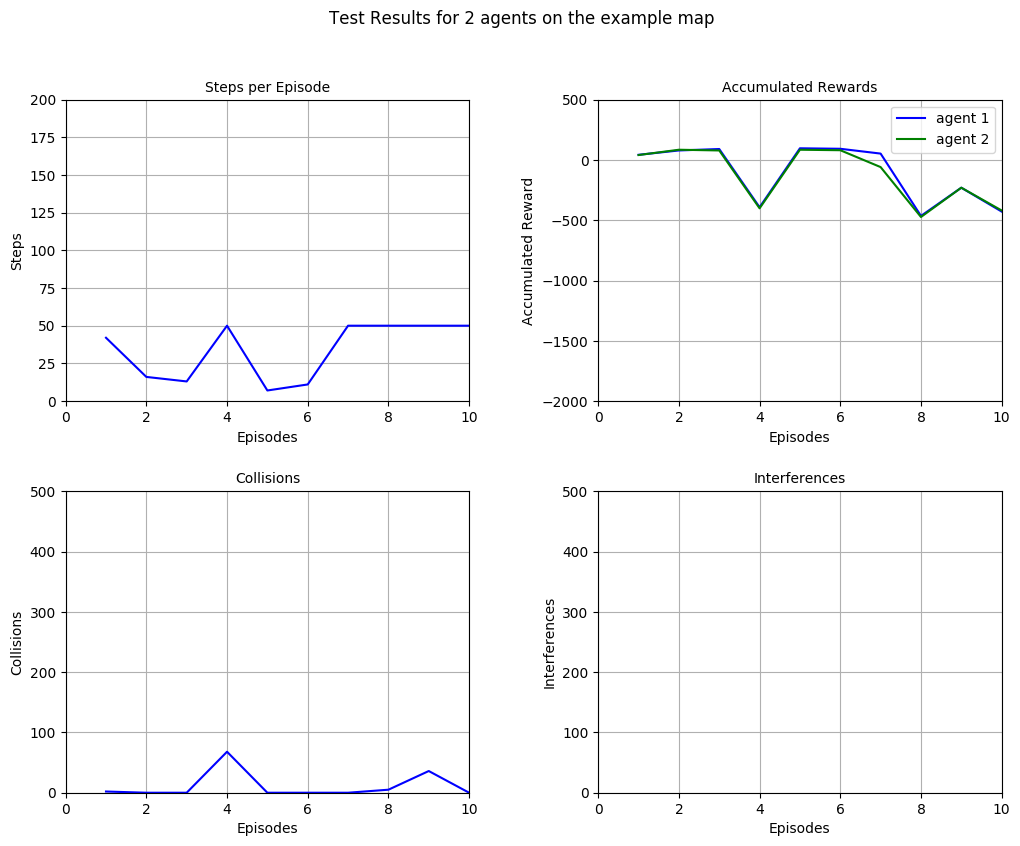 Test Results for 2 agents on the example map
Steps per Episode
200
175
150
125
100
75
50
25
0
Steps
0 2 4 6 8 10
Episodes
Accumulated Rewards
500
0
−500
−1000
−1500
−2000
Accumulated Reward
agent 1
agent 2
0 2 4 6 8 10
Episodes
Collisions
500
400
300
200
100
0
Collisions
0 2 4 6 8 10
Episodes
Interferences
500
400
300
200
100
0
Interferences
0 2 4 6 8 10
Episodes